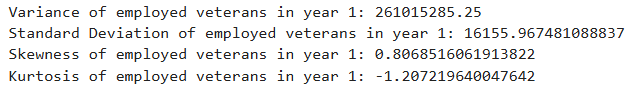 Variance of employed veterans in year 1: 261015285.25
Standard Deviation of employed veterans in year 1: 16155.967481088837
Skewness of employed veterans in year 1: 0.8068516061913822
Kurtosis of employed veterans in year 1: -1.207219640047642